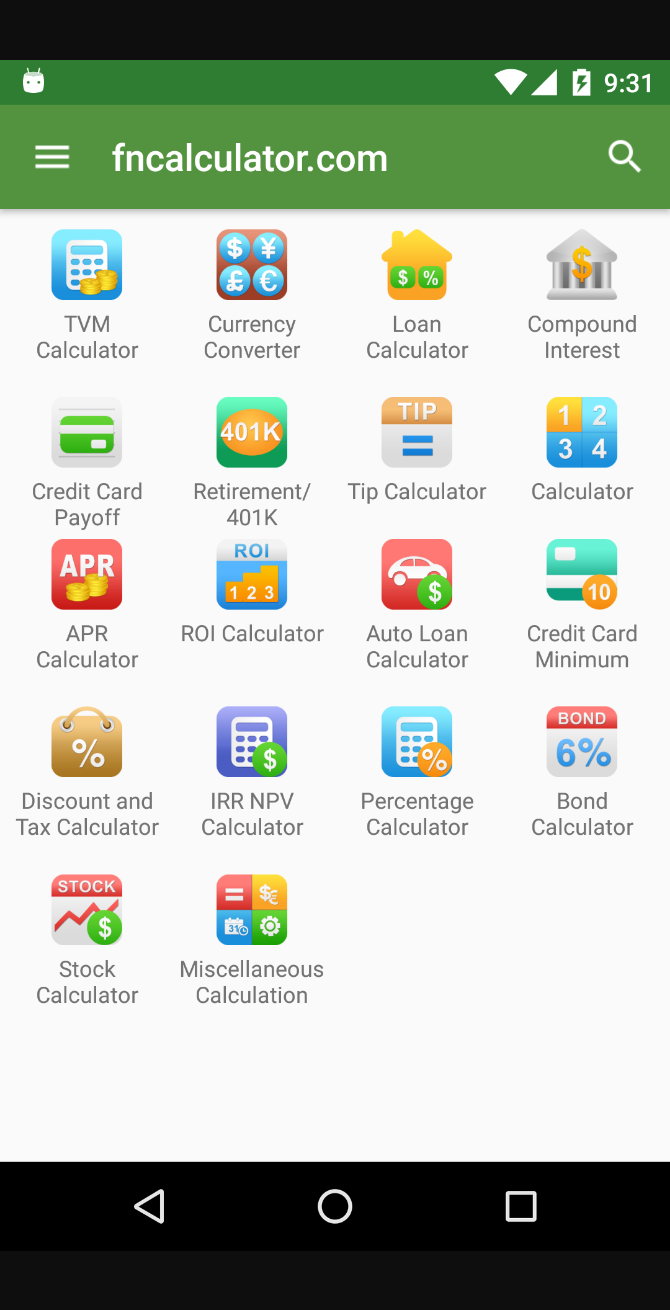 9:31
fncalculator.com
$ ¥
£ €
$ %
$
TVM
Calculator
Currency
Converter
Loan
Calculator
Compound
Interest
401K
TIP
=
1 2
3 4
Credit Card
Payoff
Retirement/
401K
Tip Calculator
Calculator
APR
ROI
1 2 3
$
10
APR
Calculator
ROI Calculator
Auto Loan
Calculator
Credit Card
Minimum
%
$
%
BOND
6%
Discount and
Tax Calculator
IRR NPV
Calculator
Percentage
Calculator
Bond
Calculator
STOCK
$
= $€
31
Stock
Calculator
Miscellaneous
Calculation